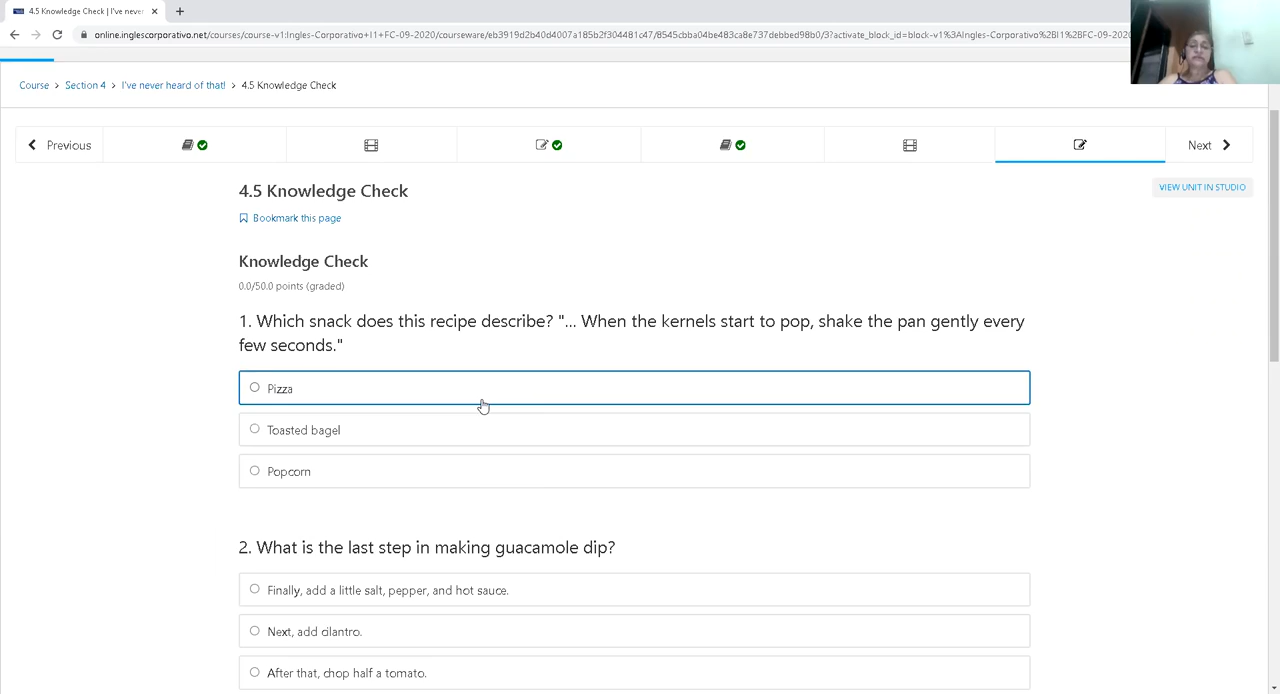 4.5 Knowledge Check | I've never
online.inglescorporativo.net/courses/course-v1:Ingles-Corporativo+I1+FC-09-2020/courseware/eb3919d2b40d4007a185b2f304481c47/8545cbba04be483ca8e737debbed98b0/3?activate_block_id=block-v1%3AIngles-Corporativo%2BI1%2BFC-09-2020
Course > Section 4 > I've never heard of that! > 4.5 Knowledge Check
Previous
Next
4.5 Knowledge Check
VIEW UNIT IN STUDIO
Bookmark this page
Knowledge Check
0.0/50.0 points (graded)
1. Which snack does this recipe describe? "... When the kernels start to pop, shake the pan gently every
few seconds."
Pizza
Toasted bagel
Popcorn
2. What is the last step in making guacamole dip?
Finally, add a little salt, pepper, and hot sauce.
Next, add cilantro.
After that, chop half a tomato.